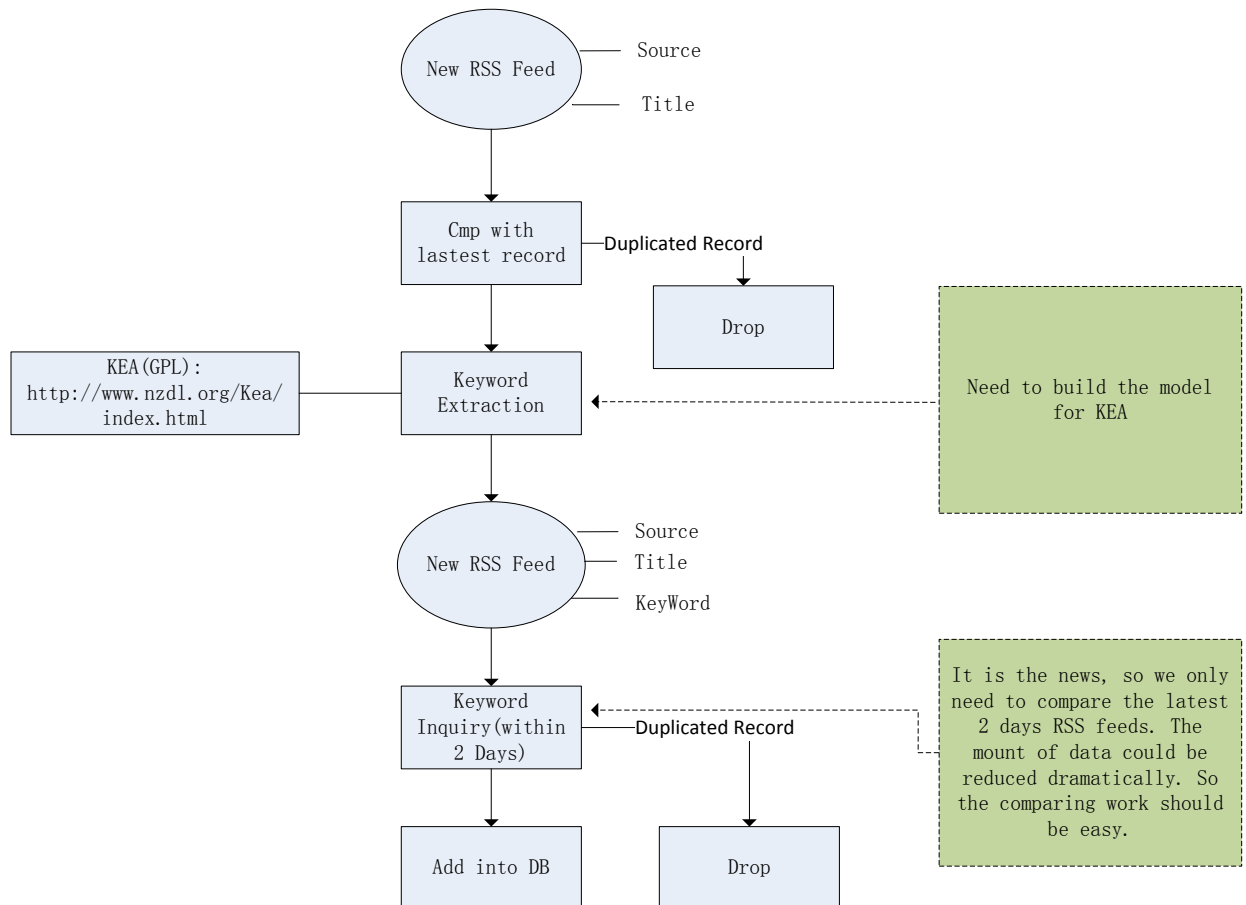 New RSS Feed
Source
Title
Cmp with
lastest record
Duplicated Record
Drop
KEA(GPL):
http://www.nzdl.org/Kea/
index.html
Keyword
Extraction
Need to build the model
for KEA
New RSS Feed
Source
Title
KeyWord
Keyword
Inquiry(within
2 Days)
Duplicated Record
It is the news, so we only
need to compare the latest
2 days RSS feeds. The
mount of data could be
reduced dramatically. So
the comparing work should
be easy.
Add into DB
Drop